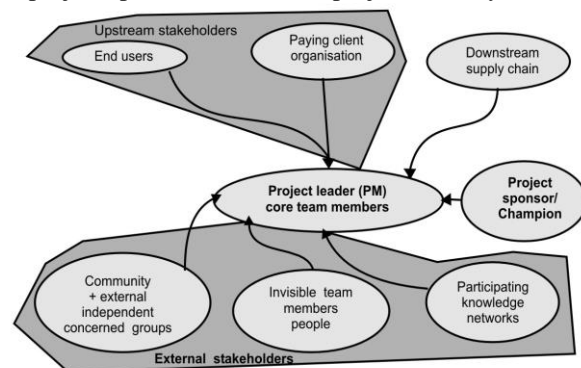 Upstream stakeholders
End users
Paying client
organisation
Downstream
supply chain
Project leader (PM)
core team members
Project
sponsor/
Champion
Community
+ external
independent
concerned groups
Invisible team
members
people
Participating
knowledge
networks
External stakeholders